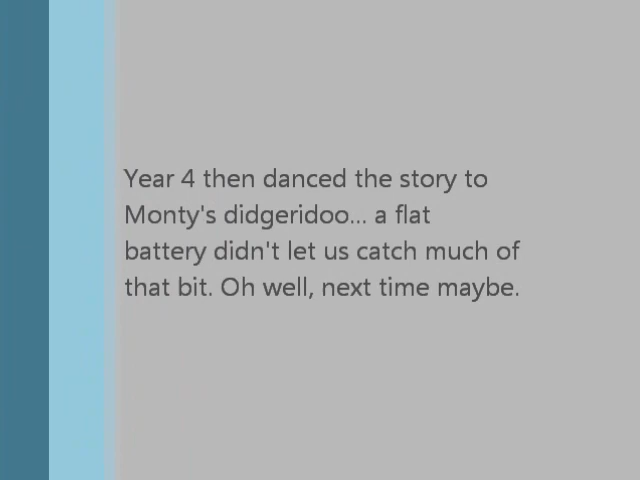 Year 4 then danced the story to
Monty's didgeridoo... a flat
battery didn't let us catch much of
that bit. Oh well, next time maybe.